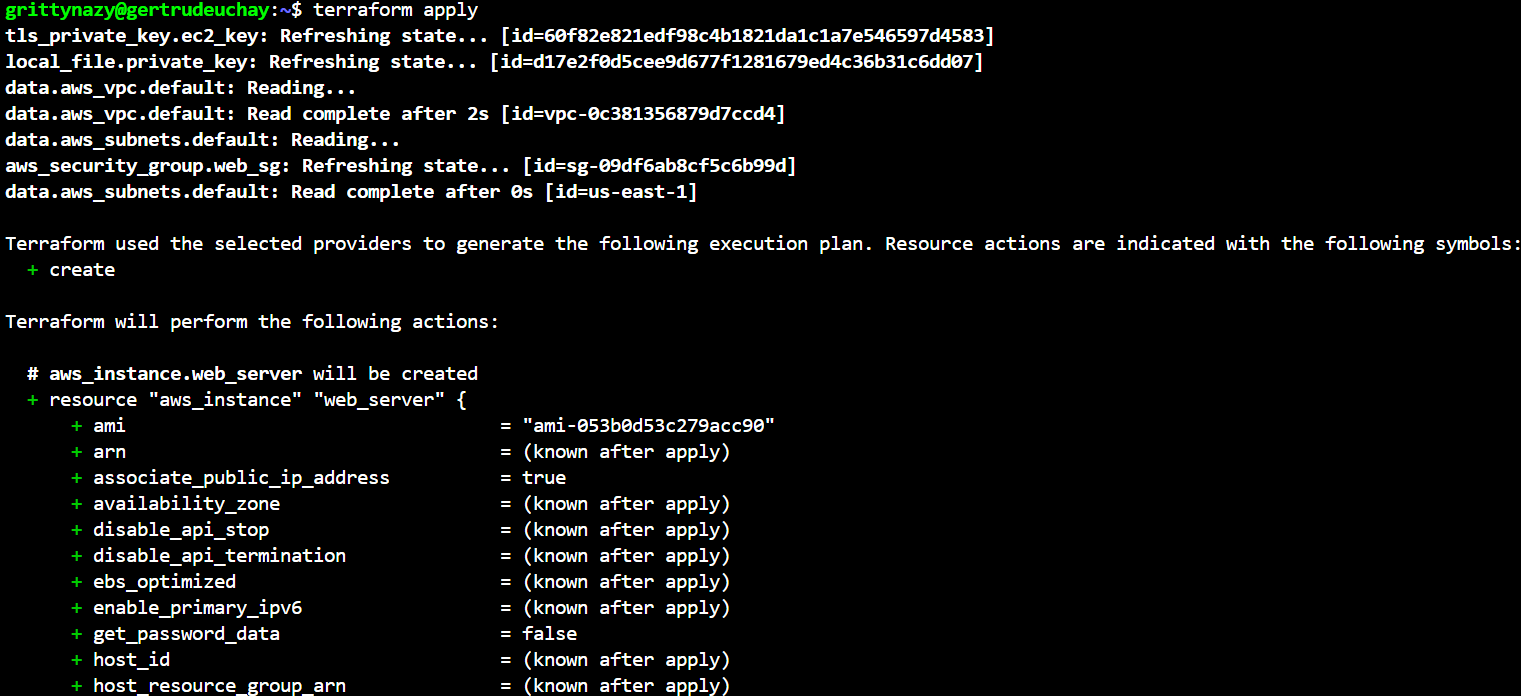 grittynazy@gertrudeuchay:~$ terraform apply
tls_private_key.ec2_key: Refreshing state... [id=60f82e821edf98c4b1821da1c1a7e546597d4583]
local_file.private_key: Refreshing state... [id=d17e2f0d5cee9d677f1281679ed4c36b31c6dd07]
data.aws_vpc.default: Reading...
data.aws_vpc.default: Read complete after 2s [id=vpc-0c381356879d7ccd4]
data.aws_subnets.default: Reading...
aws_security_group.web_sg: Refreshing state... [id=sg-09df6ab8cf5c6b99d]
data.aws_subnets.default: Read complete after 0s [id=us-east-1]
Terraform used the selected providers to generate the following execution plan. Resource actions are indicated with the following symbols:
  + create
Terraform will perform the following actions:
  # aws_instance.web_server will be created
  + resource "aws_instance" "web_server" {
      + ami                                  = "ami-053b0d53c279acc90"
      + arn                                  = (known after apply)
      + associate_public_ip_address          = true
      + availability_zone                    = (known after apply)
      + disable_api_stop                     = (known after apply)
      + disable_api_termination              = (known after apply)
      + ebs_optimized                        = (known after apply)
      + enable_primary_ipv6                  = (known after apply)
      + get_password_data                    = false
      + host_id                              = (known after apply)
      + host_resource_group_arn              = (known after apply)